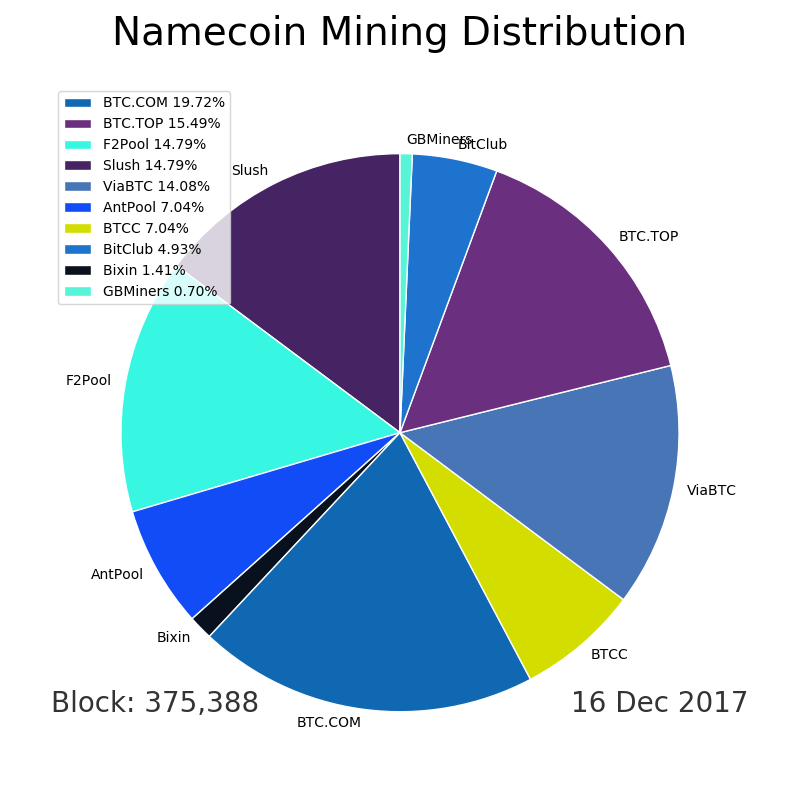 Namecoin Mining Distribution
BTC.COM 19.72%
BTC.TOP 15.49%
F2Pool 14.79%
Slush 14.79%
ViaBTC 14.08%
AntPool 7.04%
BTCC 7.04%
BitClub 4.93%
Bixin 1.41%
GBMiners 0.70%
GBMiners
BitClub
Slush
BTC.TOP
F2Pool
ViaBTC
AntPool
Bixin
BTCC
BTC.COM
Block: 375,388
16 Dec 2017